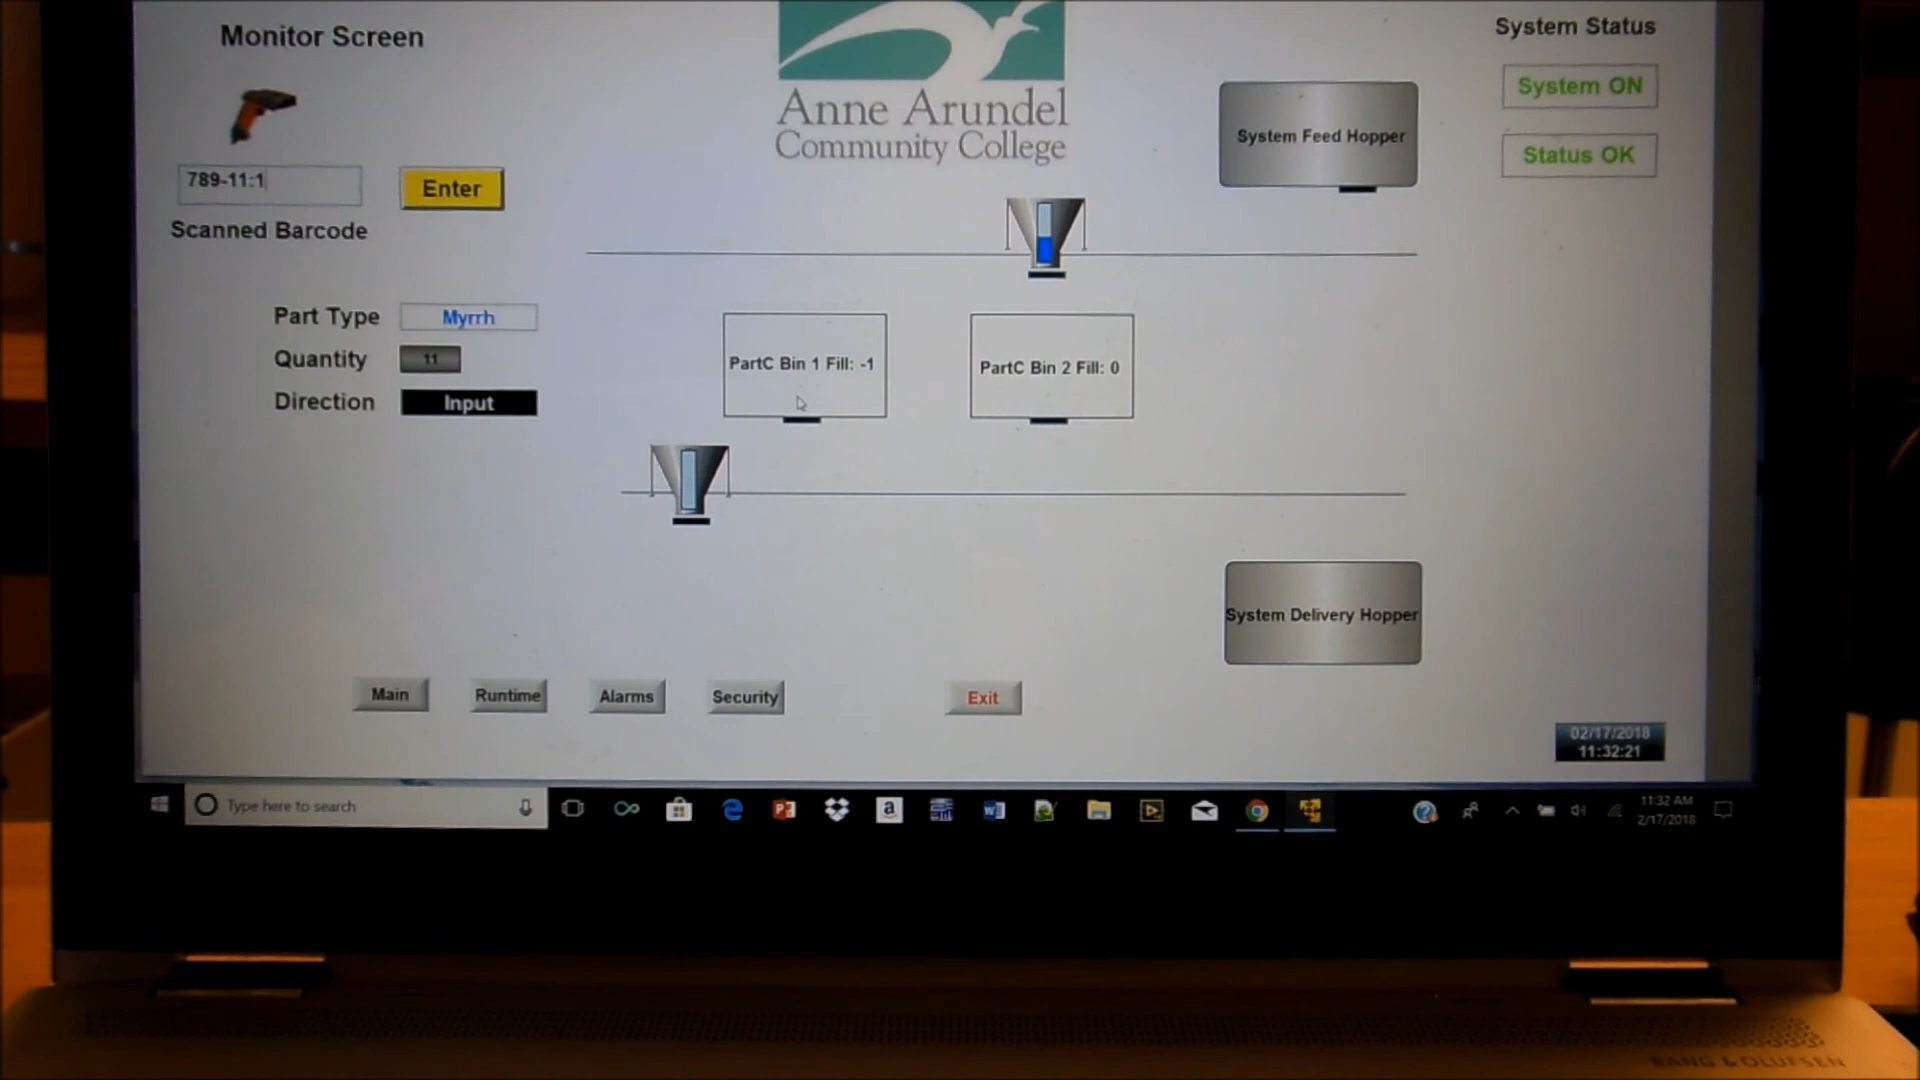 Monitor Screen
System Status
System ON
Anne Arundel
Community College
System Feed Hopper
Status OK
789-11:1
Enter
Scanned Barcode
Part Type
Myrrh
Quantity
11
Direction
Input
PartC Bin 1 Fill: -1
PartC Bin 2 Fill: 0
System Delivery Hopper
Main
Runtime
Alarms
Security
Exit
02/17/2018
11:32:21
Type here to search
11:32 AM
2/17/2018
BANG & OLUFSEN